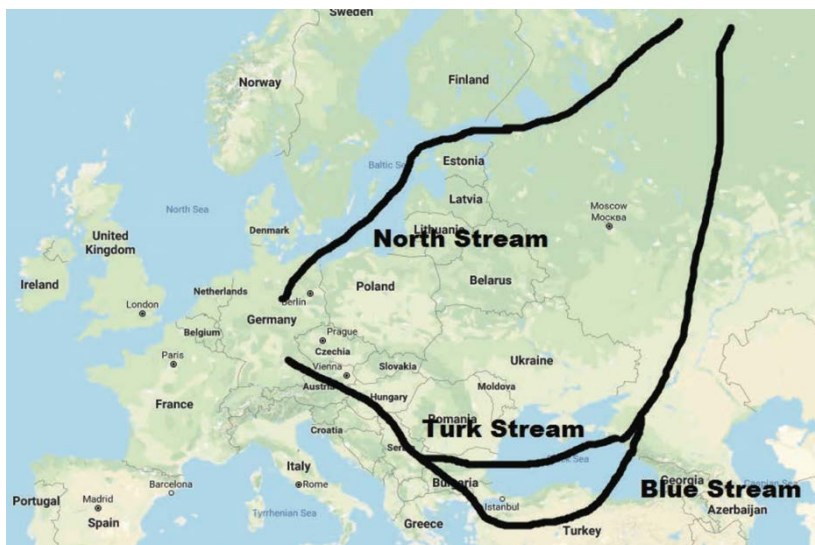 Sweden
Norway
Finland
Baltic Se
Estonia
North Sea
Latvia
Moscow
Москва
Denmark
Lithuania
United
Kingdom
North Stream
Ireland
Netherlands
Berlin
Poland
Belarus
London
Germany
Belgium
Prague
Paris
Czechia
Ukraine
Vienna
Slovakia
Austria
Moldova
Hungary
France
Romania
Croatia
Turk Stream
Serbia
Italy
Black Sea
Barcelona
Bulgaria
Georgia
Caspian Sea
Portugal
Madrid
Rome
Blue Stream
Istanbul
Azerbaijan
Spain
Tyrrhenian Sea
Greece
Turkey